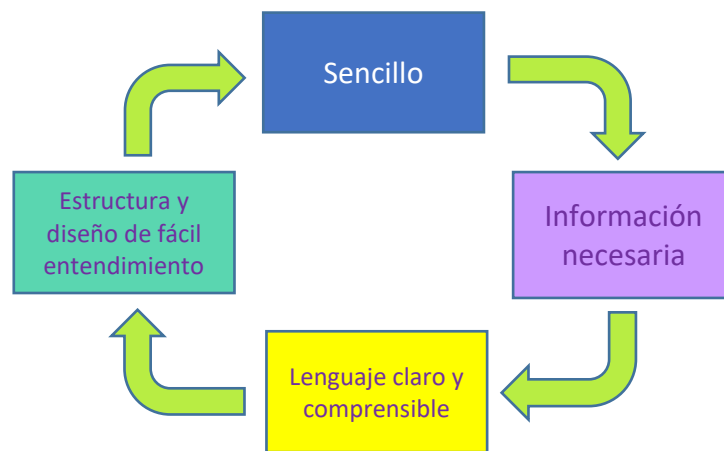 Sencillo
Información
necesaria
Lenguaje claro y
comprensible
Estructura y
diseño de fácil
entendimiento